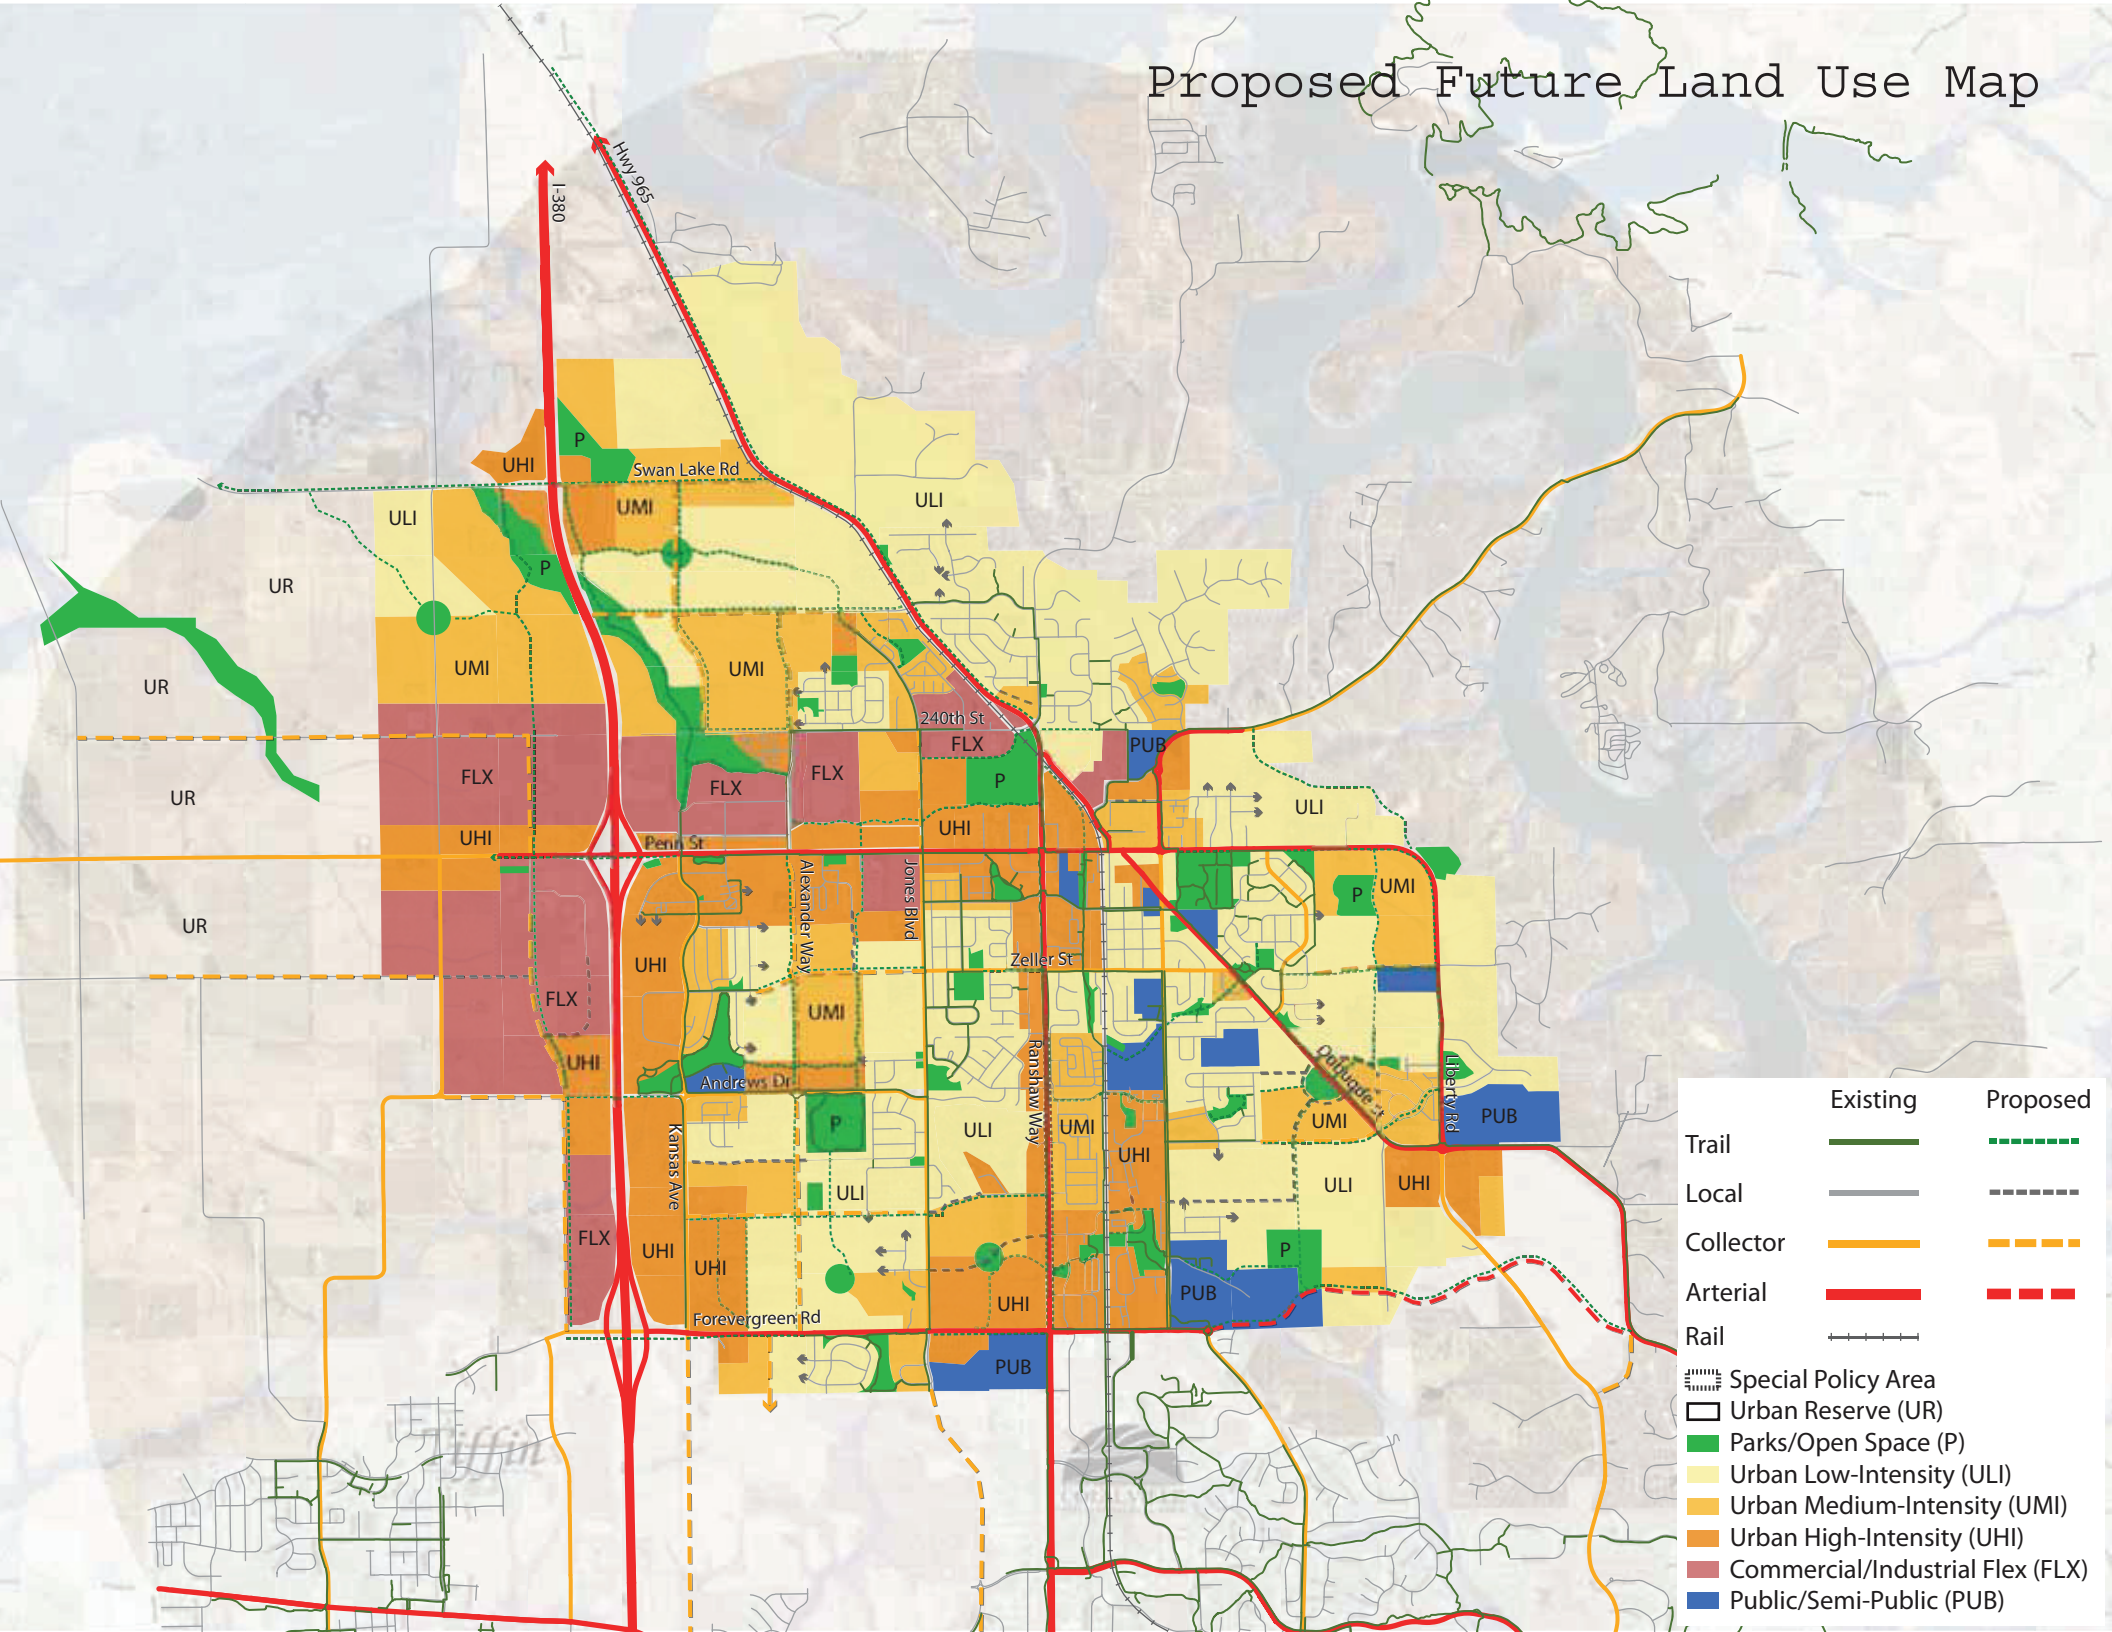 Proposed Future Land Use Map
Hwy 965
I-380
P
UHI
Swan Lake Rd
UMI
ULI
ULI
P
UR
UMI
UMI
UR
240th St
PUB
FLX
FLX
FLX
FLX
P
UR
ULI
UHI
UHI
Penn St
Alexander Way
Jones Blvd
P
UMI
UR
UHI
Zeller St
FLX
UMI
Ranshaw Way
Dubuque St
Liberty Rd
UHI
Andrews Dr
P
ULI
UMI
UMI
PUB
Kansas Ave
UHI
ULI
ULI
UHI
FLX
UHI
UHI
P
PUB
UHI
Forevergreen Rd
PUB
Tiffin
Existing
Proposed
Trail
Local
Collector
Arterial
Rail
Special Policy Area
Urban Reserve (UR)
Parks/Open Space (P)
Urban Low-Intensity (ULI)
Urban Medium-Intensity (UMI)
Urban High-Intensity (UHI)
Commercial/Industrial Flex (FLX)
Public/Semi-Public (PUB)